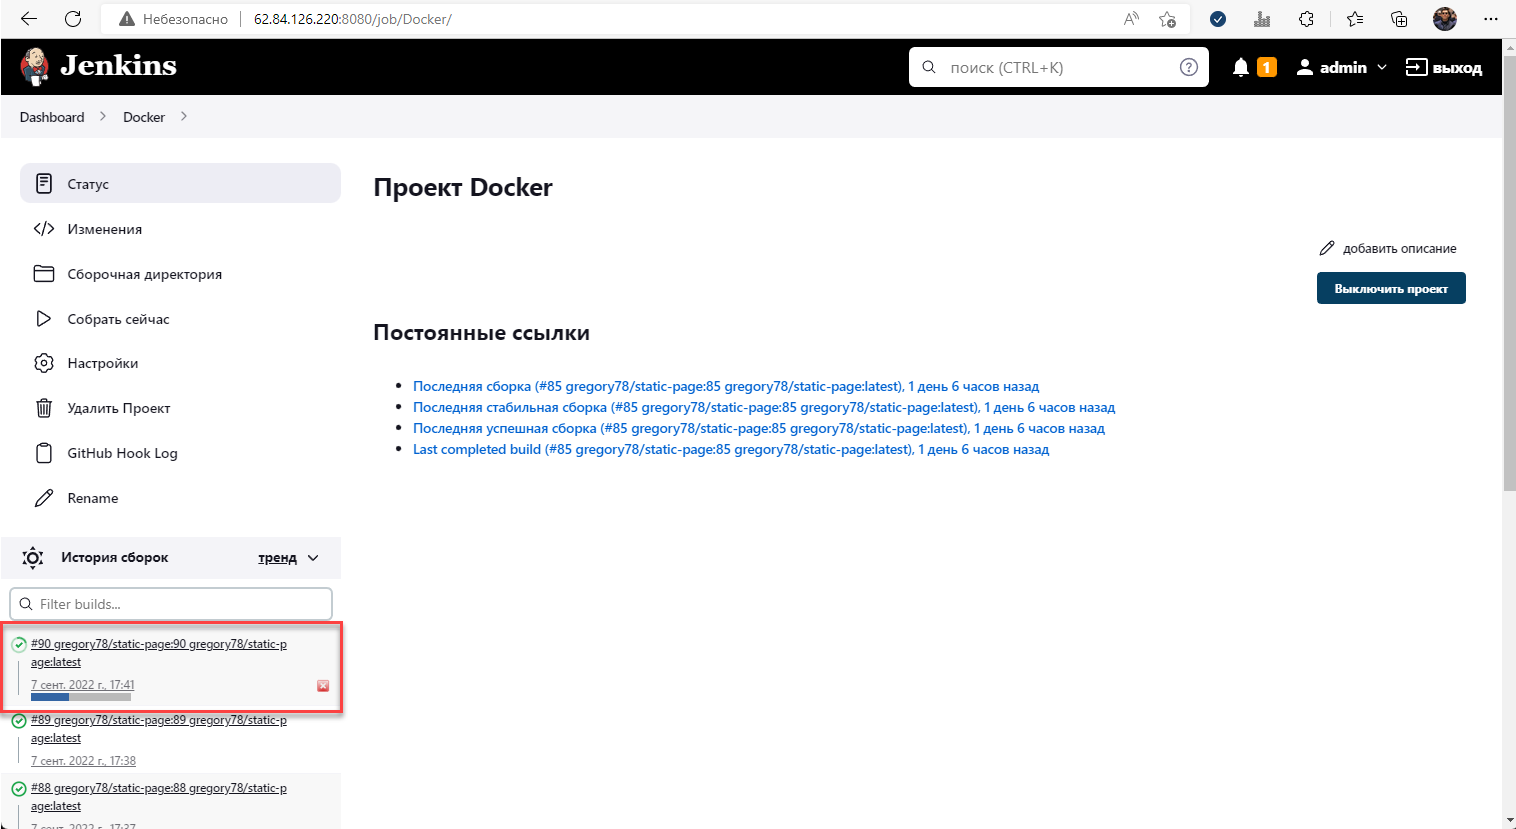 Небезопасно
62.84.126.220:8080/job/Docker/
Jenkins
поиск (CTRL+K)
1
admin
выход
Dashboard
Docker
Статус
Изменения
Сборочная директория
Собрать сейчас
Настройки
Удалить Проект
GitHub Hook Log
Rename
Проект Docker
добавить описание
Выключить проект
Постоянные ссылки
Последняя сборка (#85 gregory78/static-page:85 gregory78/static-page:latest), 1 день 6 часов назад
Последняя стабильная сборка (#85 gregory78/static-page:85 gregory78/static-page:latest), 1 день 6 часов назад
Последняя успешная сборка (#85 gregory78/static-page:85 gregory78/static-page:latest), 1 день 6 часов назад
Last completed build (#85 gregory78/static-page:85 gregory78/static-page:latest), 1 день 6 часов назад
История сборок
тренд
Filter builds...
#90 gregory78/static-page:90 gregory78/static-p
age:latest
7 сент. 2022 г., 17:41
#89 gregory78/static-page:89 gregory78/static-p
age:latest
7 сент. 2022 г., 17:38
#88 gregory78/static-page:88 gregory78/static-p
age:latest
7 сент. 2022 г., 17:37